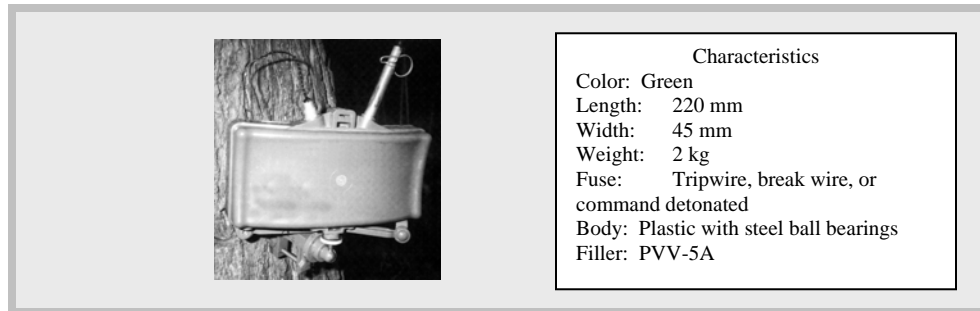 Characteristics
Color: Green
Length: 220 mm
Width: 45 mm
Weight: 2 kg
Fuse: Tripwire, break wire, or
command detonated
Body: Plastic with steel ball bearings
Filler: PVV-5A